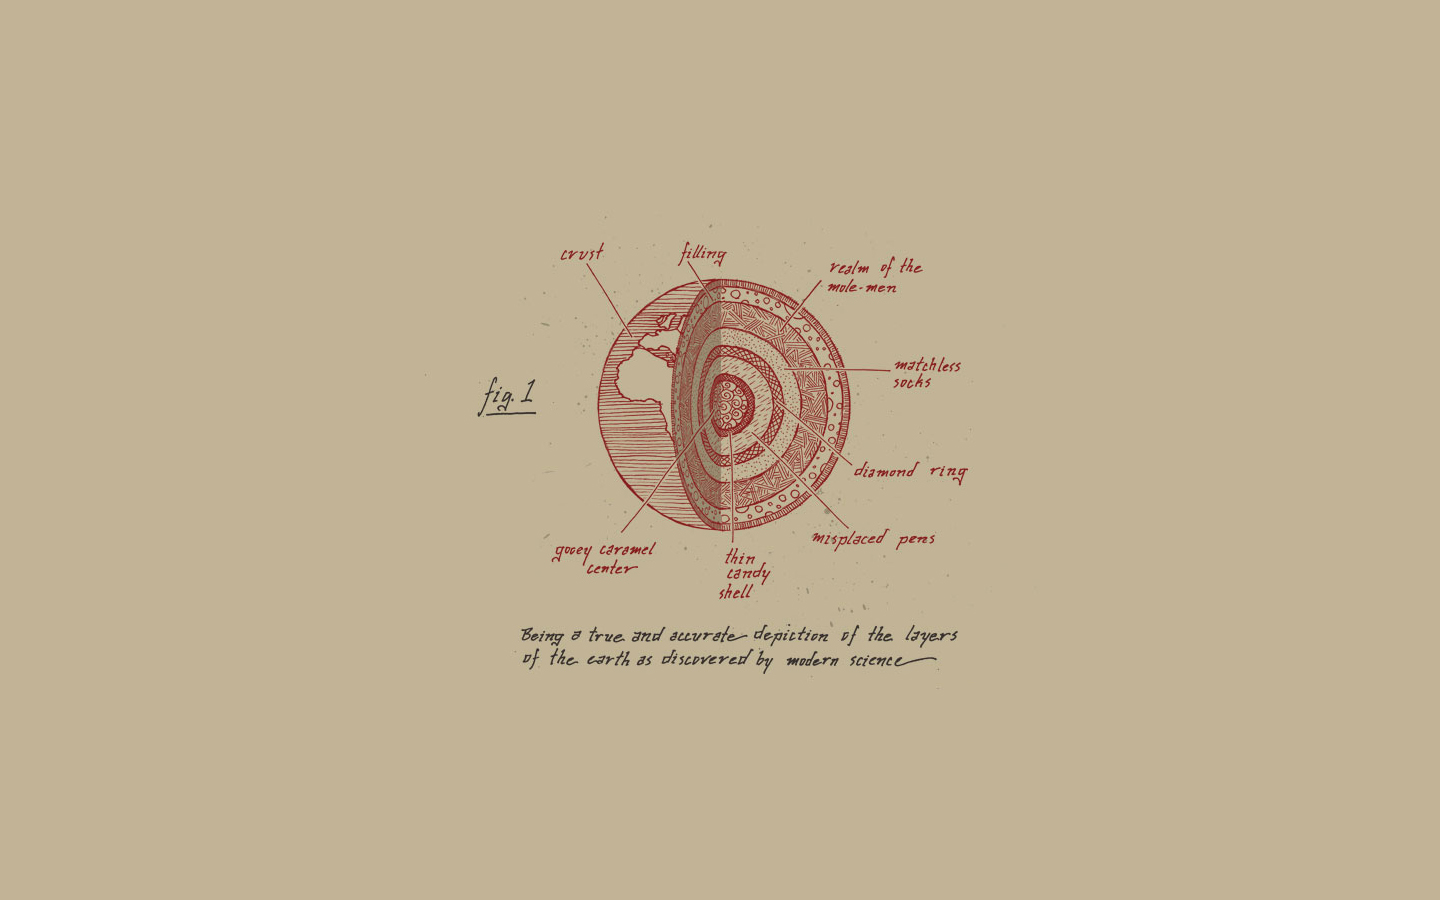 crust
filling
realm of the
mole-men
matchless
socks
fig. 1
diamond ring
misplaced pens
gooey caramel
center
thin
candy
shell
Being a true and accurate depiction of the layers
of the earth as discovered by modern science